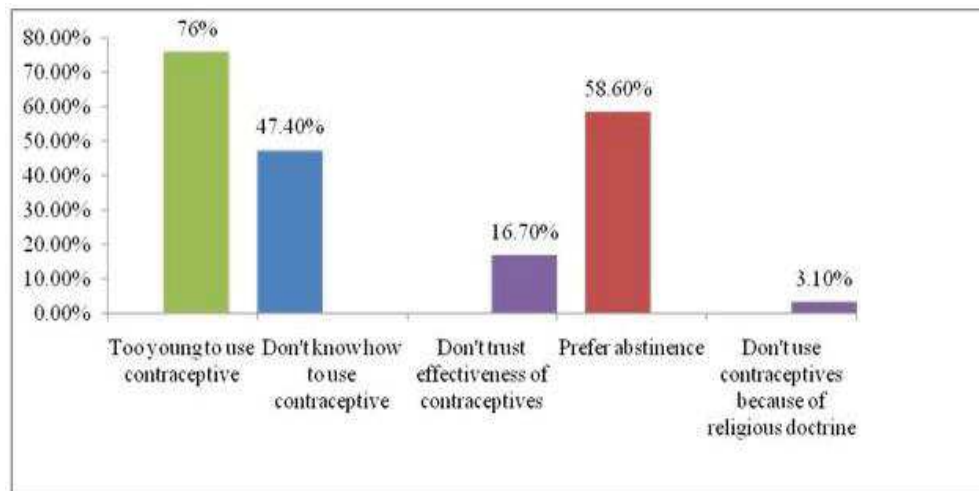 80.00%
70.00%
60.00%
50.00%
40.00%
30.00%
20.00%
10.00%
0.00%
76%
47.40%
16.70%
58.60%
3.10%
Too young to use
contraceptive
Don't know how
to use
contraceptive
Don't trust
effectiveness of
contraceptives
Prefer abstinence
Don't use
contraceptives
because of
religious doctrine